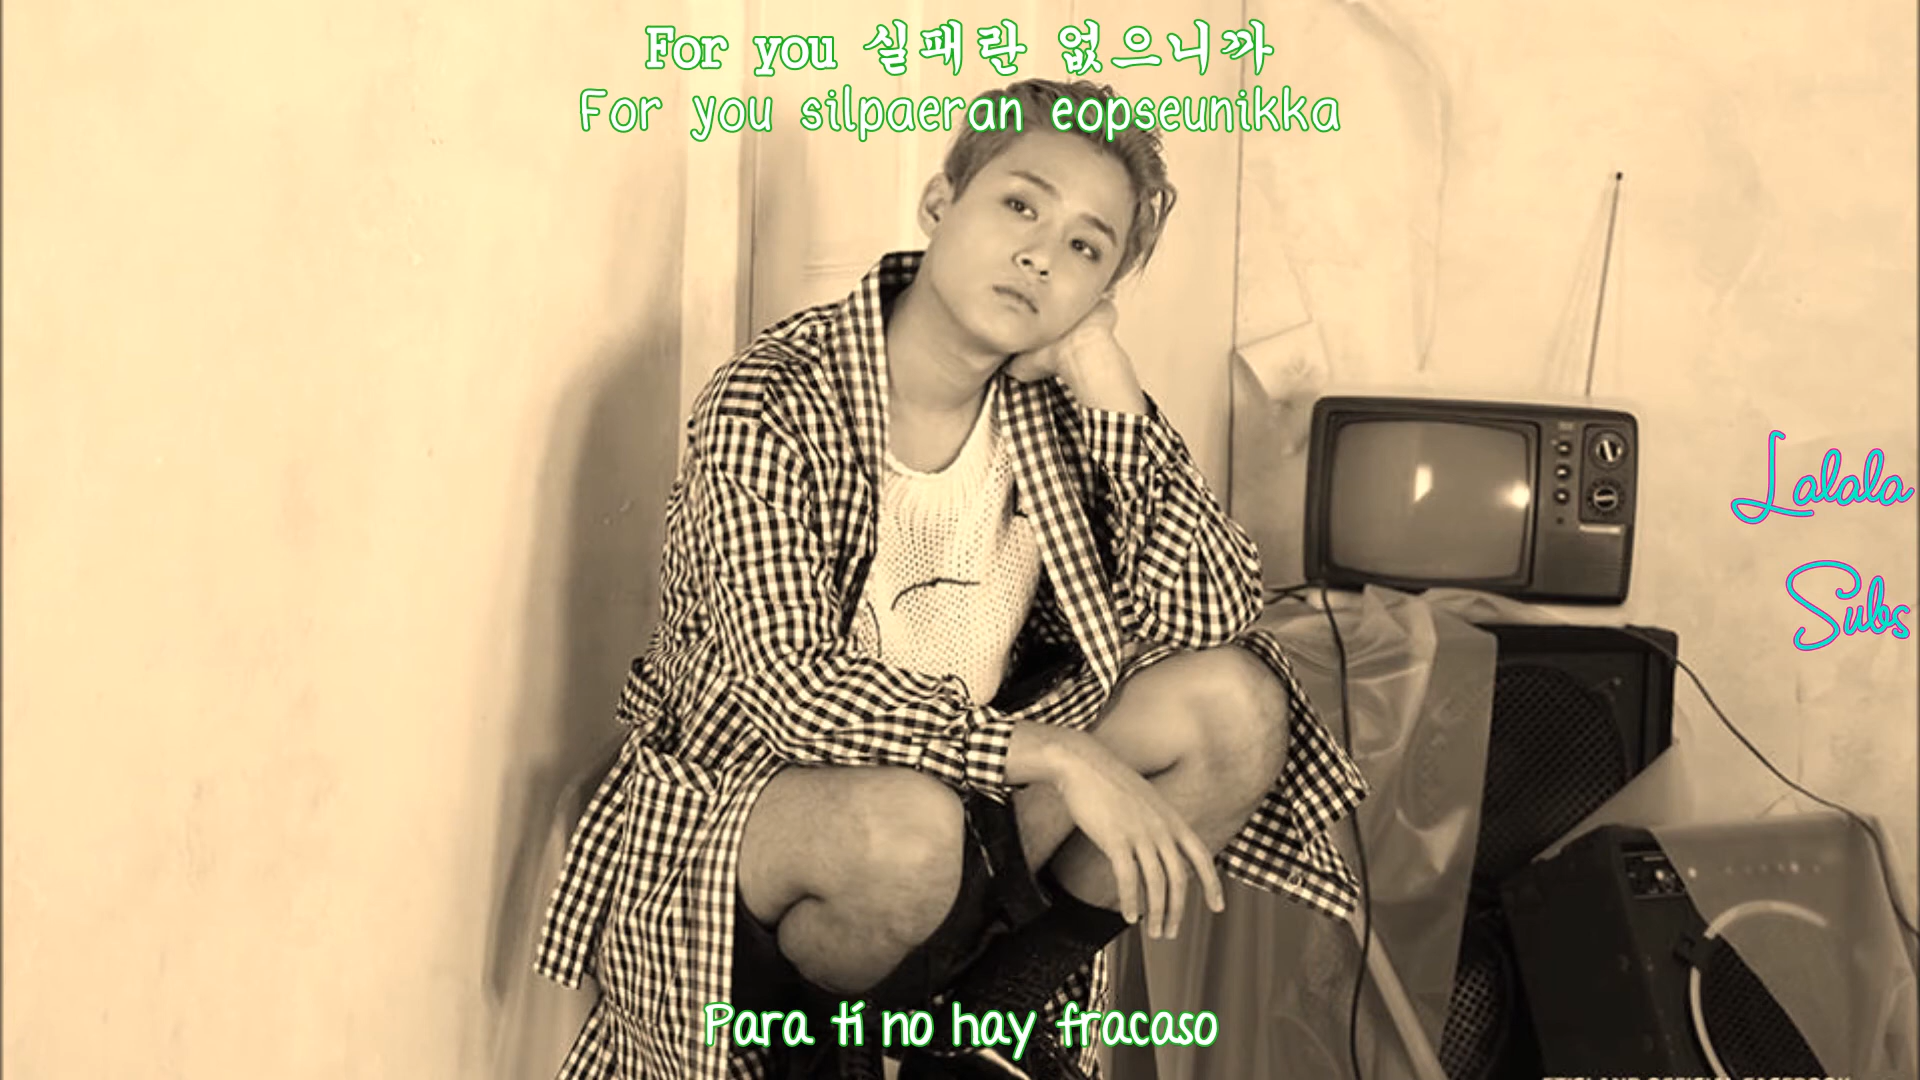 For you 실패란 없으니까
For you silpaeran eopseunikka
Lalala
Subs
Para tí no hay fracaso